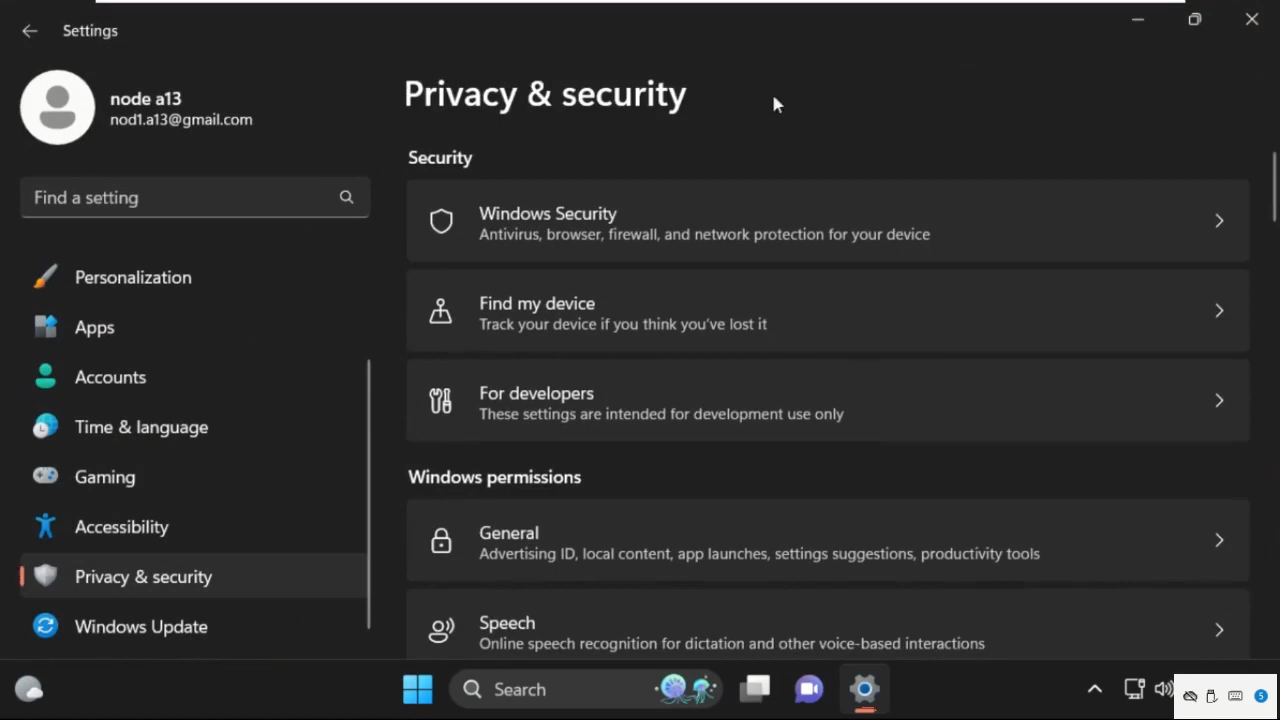 Settings
node a13
nod1.a13@gmail.com
Find a setting
Personalization
Apps
Accounts
Time & language
Gaming
Accessibility
Privacy & security
Windows Update
Privacy & security
Security
Windows Security
Antivirus, browser, firewall, and network protection for your device
Find my device
Track your device if you think you've lost it
For developers
These settings are intended for development use only
Windows permissions
General
Advertising ID, local content, app launches, settings suggestions, productivity tools
Speech
Online speech recognition for dictation and other voice-based interactions
Search
5